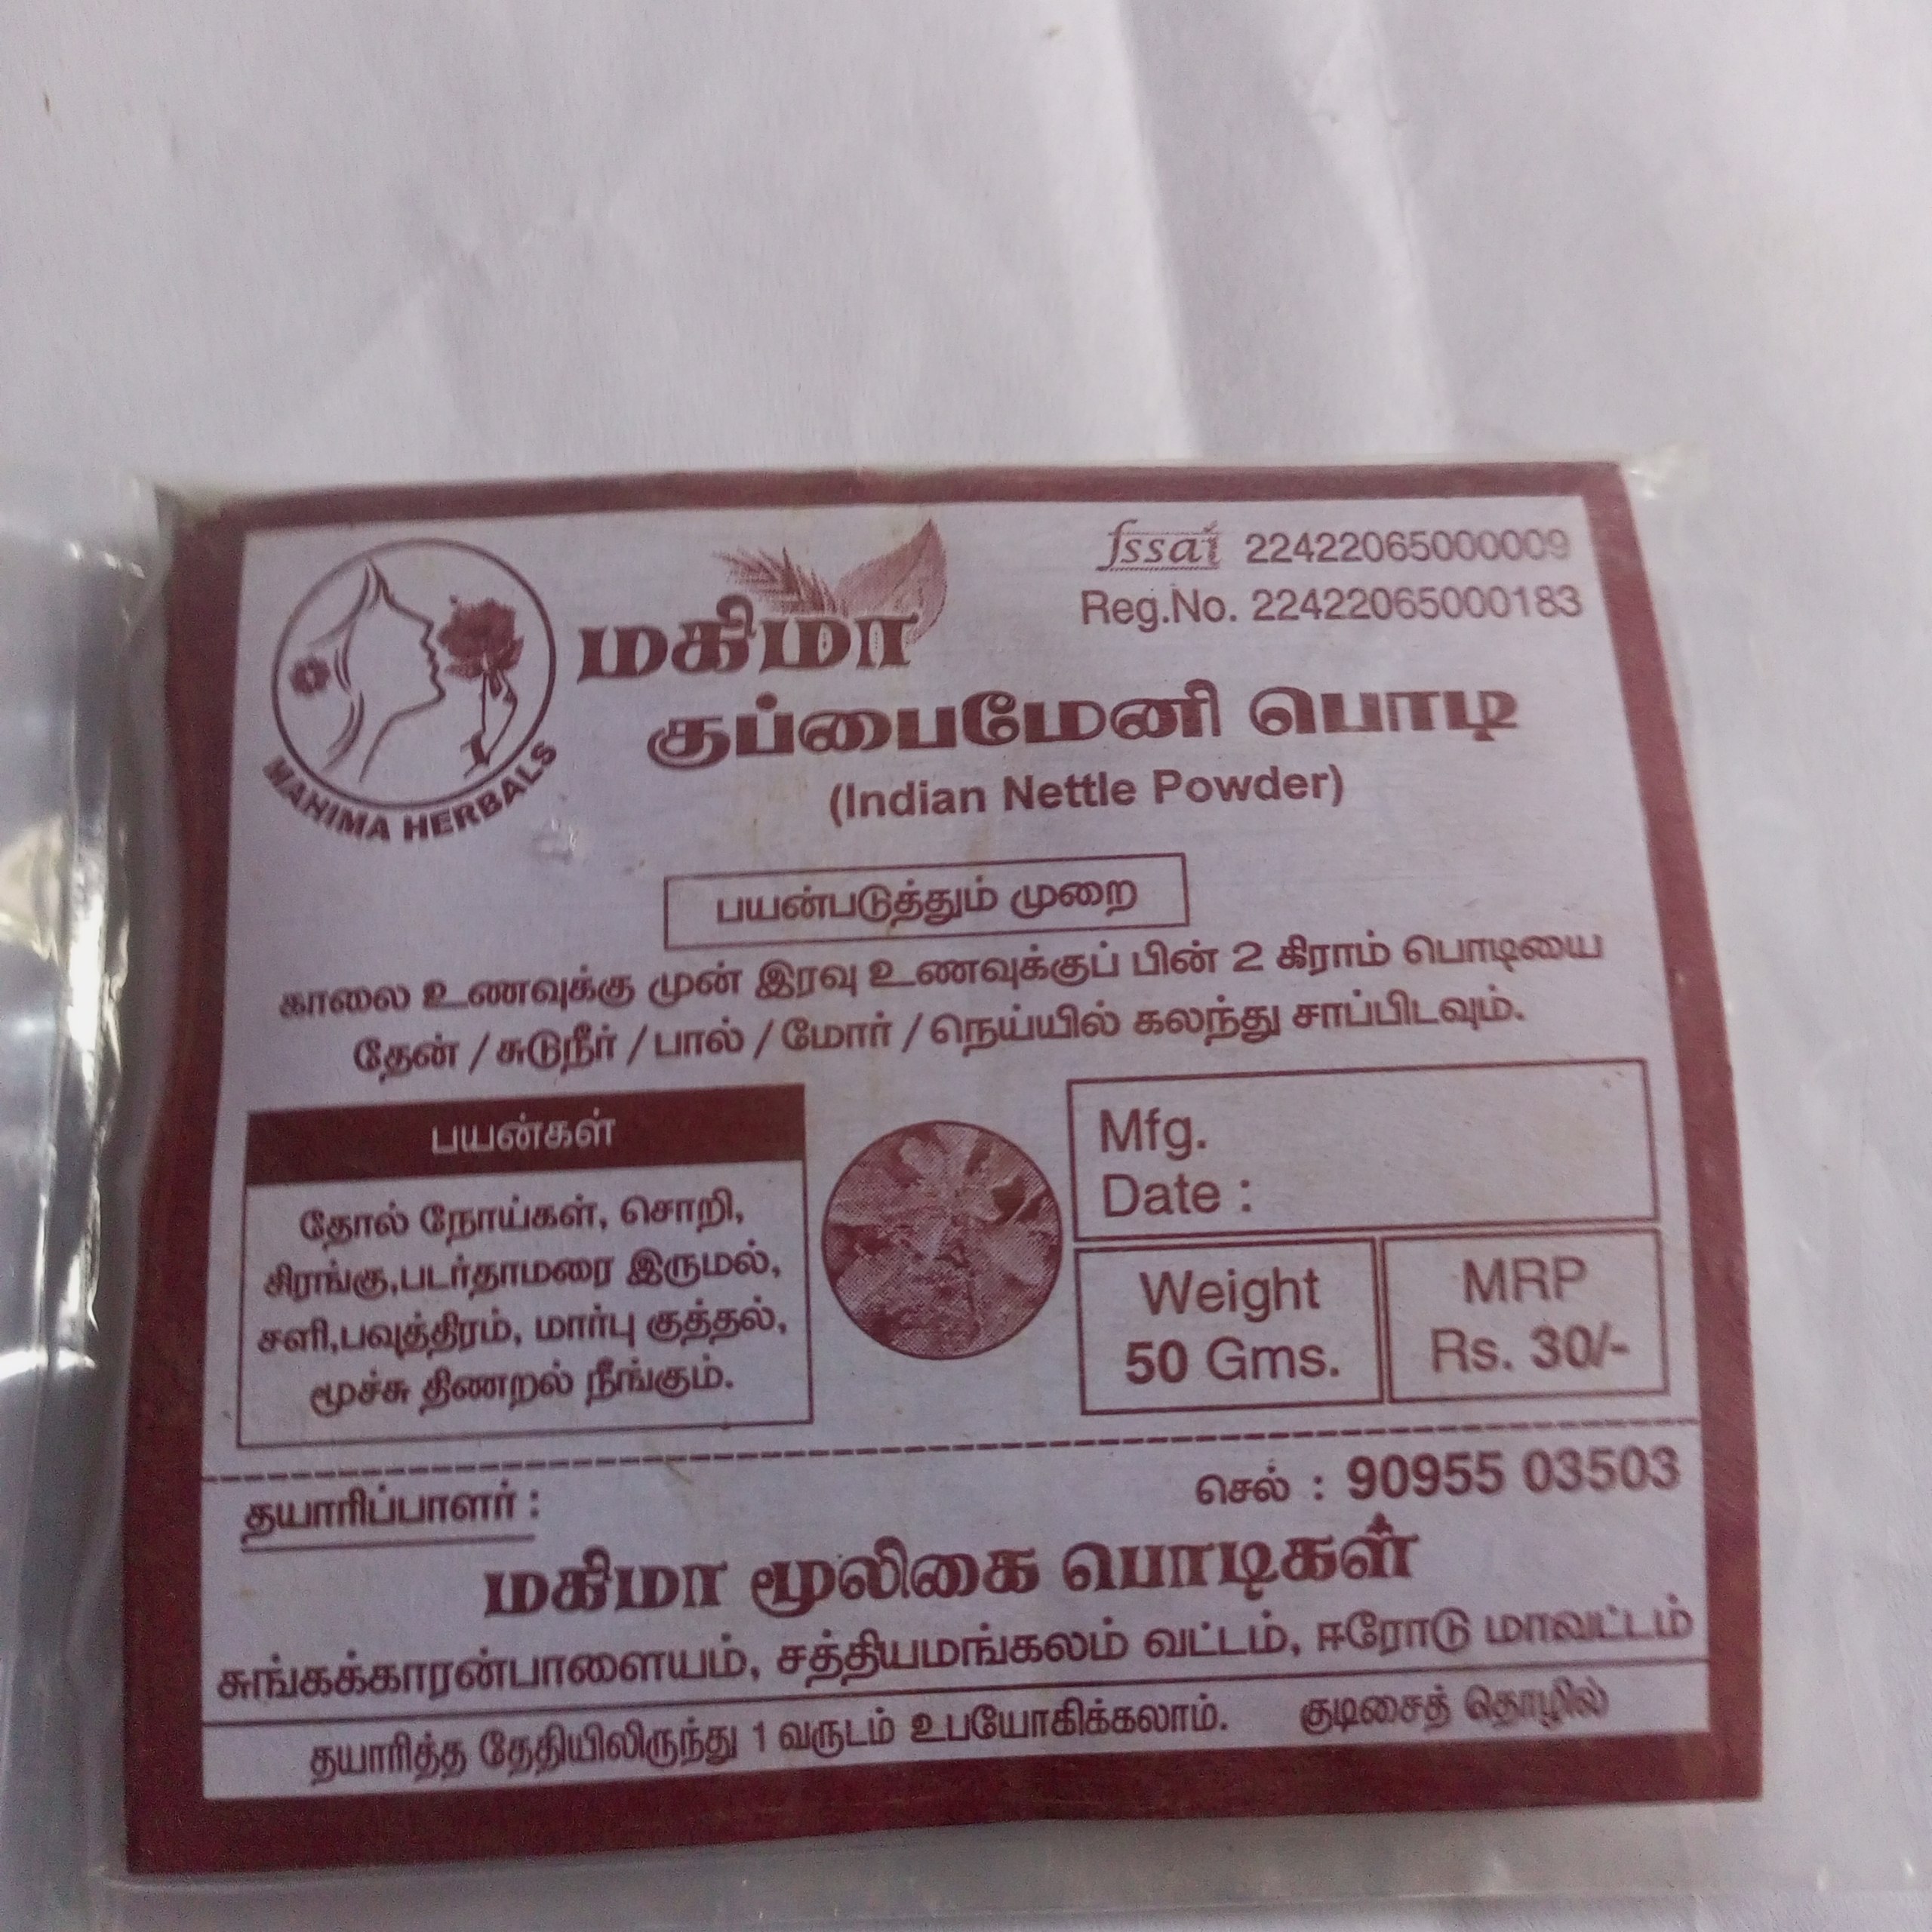 fssai 22422065000009
Reg.No. 22422065000183
MAHIMA HERBALS
மகிமா
குப்பைமேனி பொடி
(Indian Nettle Powder)
பயன்படுத்தும் முறை
காலை உணவுக்கு முன் இரவு உணவுக்குப் பின் 2 கிராம் பொடியை
தேன் / சுடுநீர் / பால் / மோர் / நெய்யில் கலந்து சாப்பிடவும்.
பயன்கள்
தோல் நோய்கள், சொறி,
சிரங்கு,படர்தாமரை இருமல்,
சளி,பவுத்திரம், மார்பு குத்தல்,
மூச்சு திணறல் நீங்கும்.
Mfg.
Date :
Weight
50 Gms.
MRP
Rs. 30/-
தயாரிப்பாளர் :
செல் : 90955 03503
மகிமா மூலிகை பொடிகள்
சுங்கக்காரன்பாளையம், சத்தியமங்கலம் வட்டம், ஈரோடு மாவட்டம்
தயாரித்த தேதியிலிருந்து 1 வருடம் உபயோகிக்கலாம். குடிசைத் தொழில்